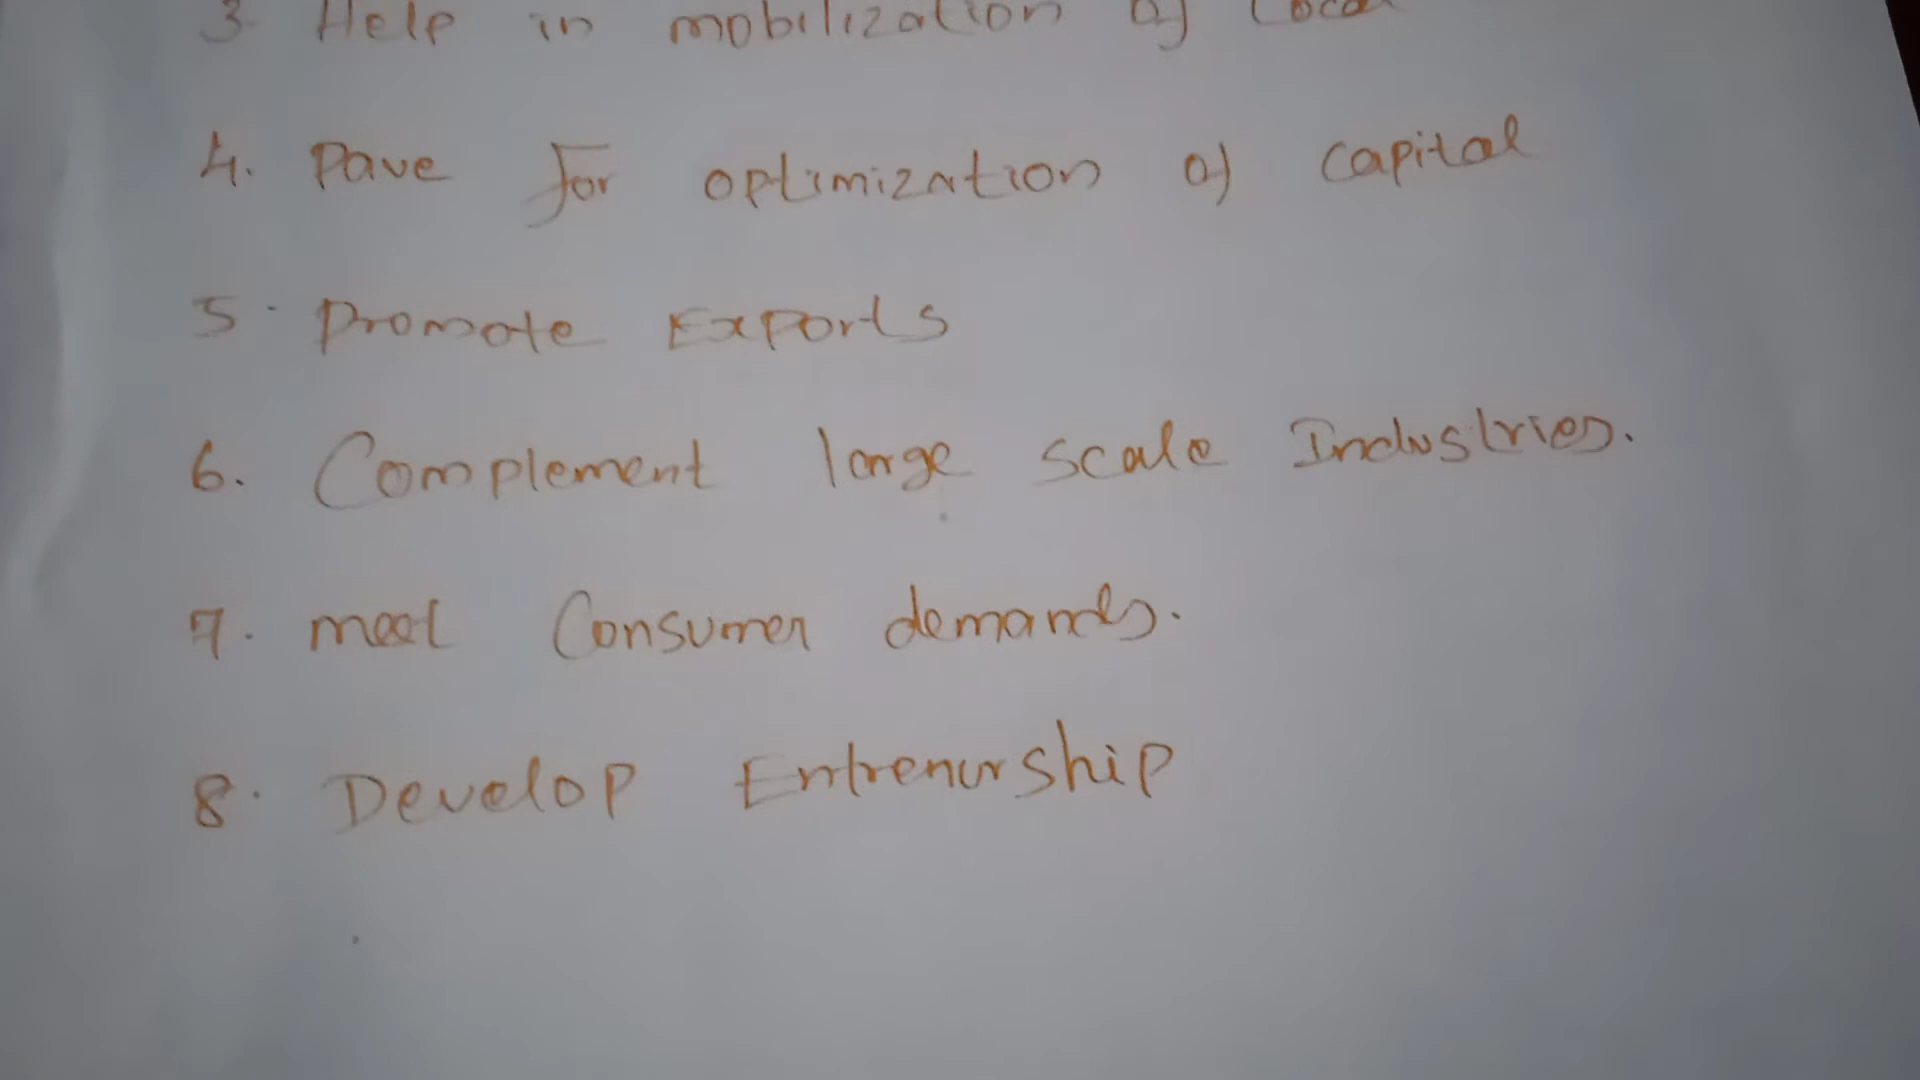 3. Help in mobilization of Local
4. Pave for optimization of capital
5. Promote Exports
6. Complement large scale Industries.
7. meet Consumer demands.
8. Develop Entrenurship